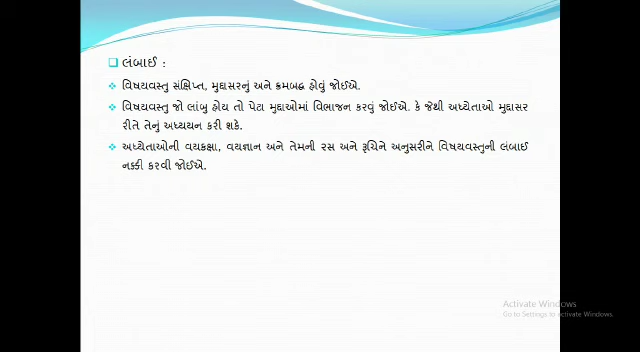 લંબાઈ :
વિષયવસ્તુ સંક્ષિપ્ત, મુદ્દાસરનું અને ક્રમબદ્ધ હોવું જોઈએ.
વિષયવસ્તુ જો લાંબુ હોય તો પેટા મુદ્દાઓમાં વિભાજન કરવું જોઈએ. કે જેથી અધ્યેતાઓ મુદ્દાસર
રીતે તેનું અધ્યયન કરી શકે.
અધ્યેતાઓની વયકક્ષા, વયજ્ઞાન અને તેમની રસ અને રૂચિને અનુસરીને વિષયવસ્તુની લંબાઈ
નક્કી કરવી જોઈએ.
Activate Windows
Go to Settings to activate Windows.